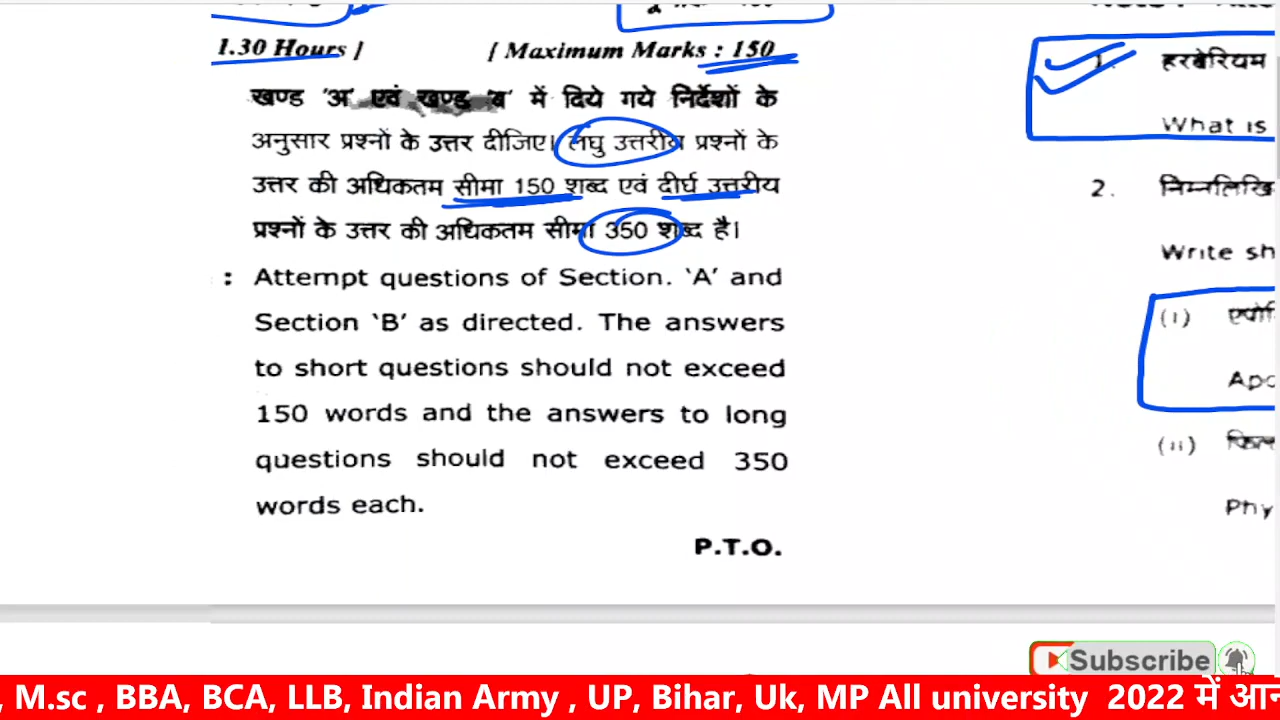 1.30 Hours ] [ Maximum Marks : 150
खण्ड 'अ' एवं खण्ड 'ब' में दिये गये निर्देशों के
अनुसार प्रश्नों के उत्तर दीजिए। लघु उत्तरीय प्रश्नों के
उत्तर की अधिकतम सीमा 150 शब्द एवं दीर्घ उत्तरीय
प्रश्नों के उत्तर की अधिकतम सीमा 350 शब्द है।
: Attempt questions of Section. 'A' and
Section 'B' as directed. The answers
to short questions should not exceed
150 words and the answers to long
questions should not exceed 350
words each.
P.T.O.
1. हरबेरियम
What is
2. निम्नलिखि
Write sh
(i)
Apo
(ii)
Phy
Subscribe
, M.sc , BBA, BCA, LLB, Indian Army , UP, Bihar, Uk, MP All university 2022 में आन